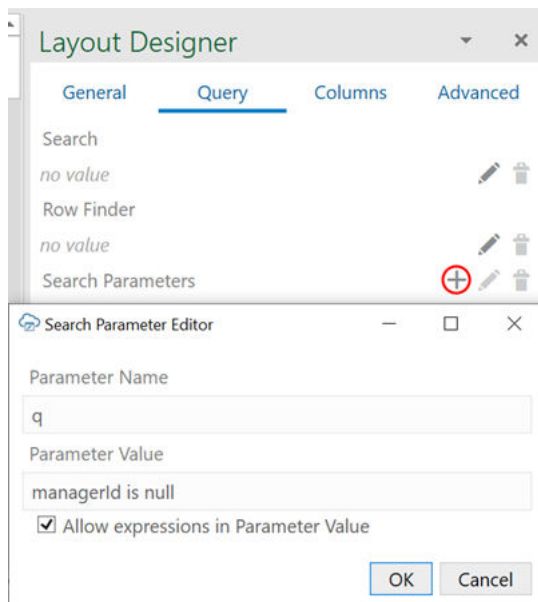 Layout Designer
General Query Columns Advanced
Search
no value
Row Finder
no value
Search Parameters
Search Parameter Editor
Parameter Name
q
Parameter Value
managerId is null
Allow expressions in Parameter Value
OK Cancel